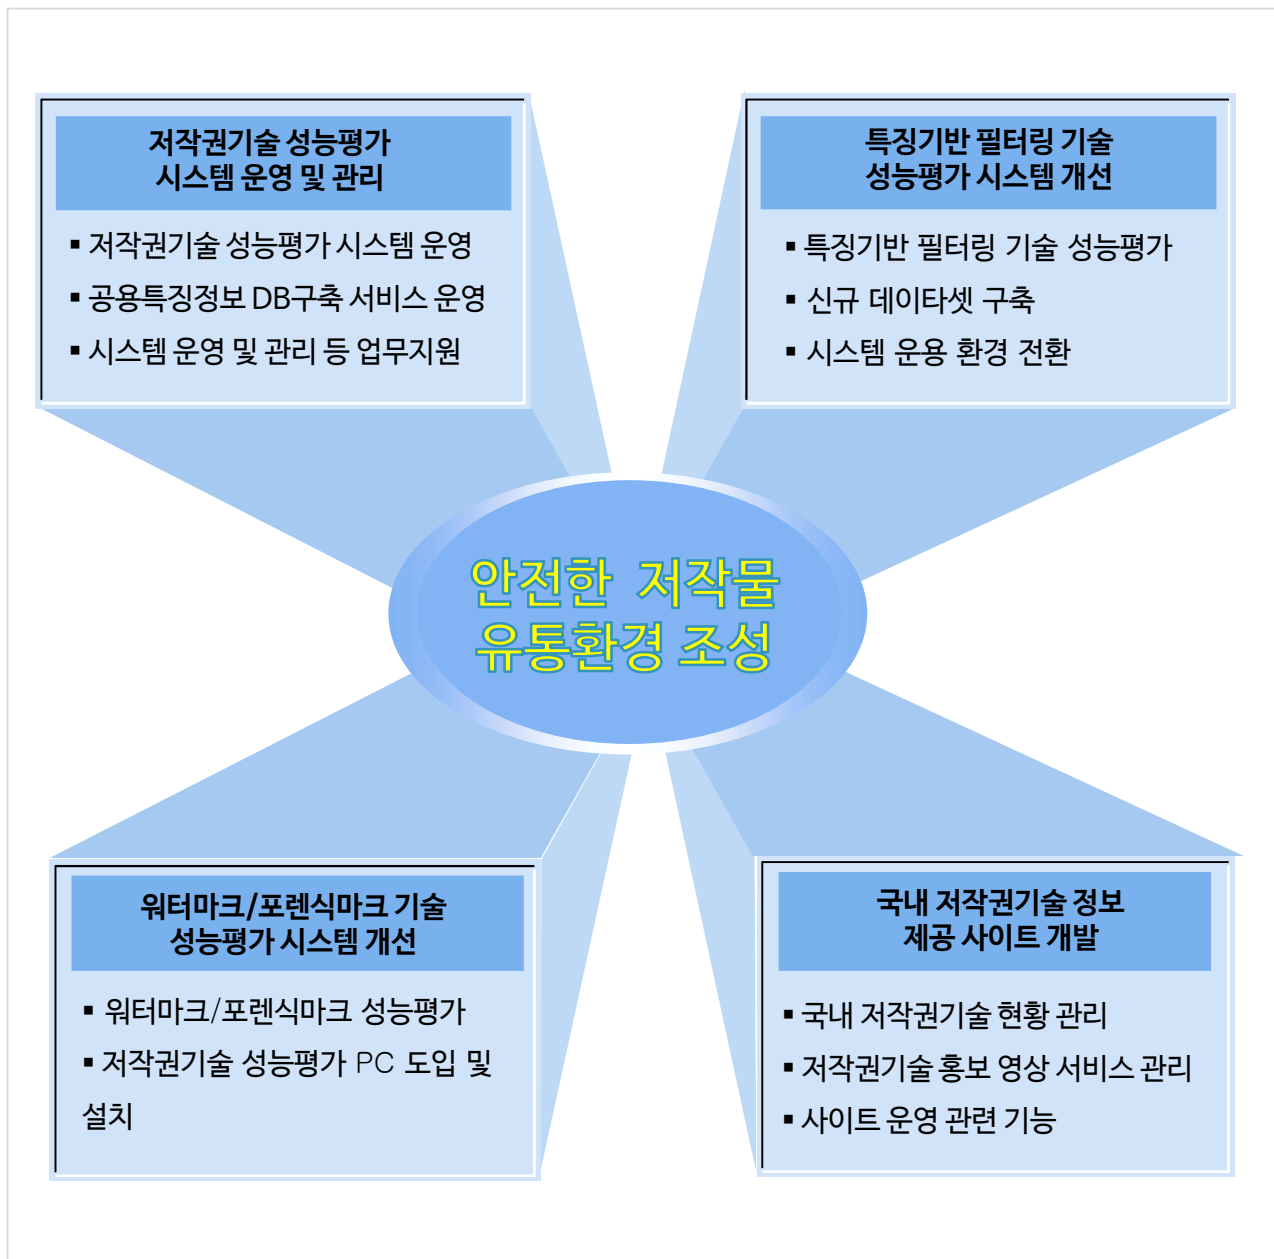 저작권기술 성능평가
시스템 운영 및 관리
▪ 저작권기술 성능평가 시스템 운영
▪ 공용특징정보 DB구축 서비스 운영
▪ 시스템 운영 및 관리 등 업무지원
특징기반 필터링 기술
성능평가 시스템 개선
▪ 특징기반 필터링 기술 성능평가
▪ 신규 데이타셋 구축
▪ 시스템 운용 환경 전환
안전한 저작물
유통환경 조성
워터마크/포렌식마크 기술
성능평가 시스템 개선
▪ 워터마크/포렌식마크 성능평가
▪ 저작권기술 성능평가 PC 도입 및
설치
국내 저작권기술 정보
제공 사이트 개발
▪ 국내 저작권기술 현황 관리
▪ 저작권기술 홍보 영상 서비스 관리
▪ 사이트 운영 관련 기능